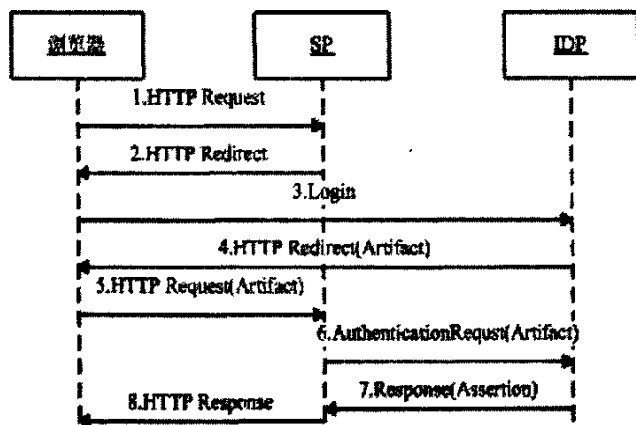 浏览器
SP
IDP
1.HTTP Request
2.HTTP Redirect
3.Login
4.HTTP Redirect(Artifact)
5.HTTP Request(Artifact)
6.AuthenticationRequst(Artifact)
7.Response(Assertion)
8.HTTP Response